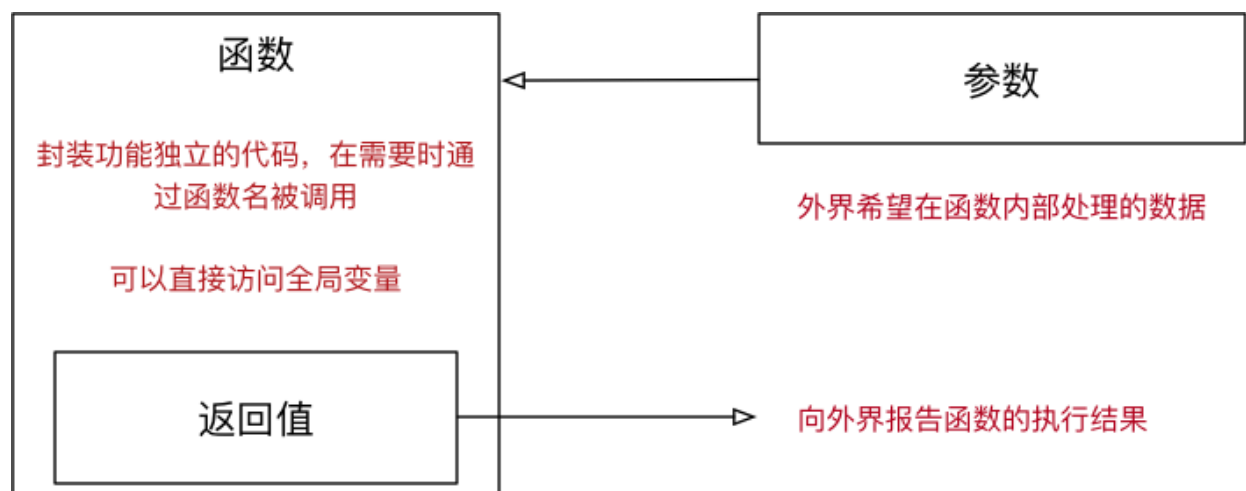 函数
参数
封装功能独立的代码，在需要时通
过函数名被调用
外界希望在函数内部处理的数据
可以直接访问全局变量
返回值
向外界报告函数的执行结果